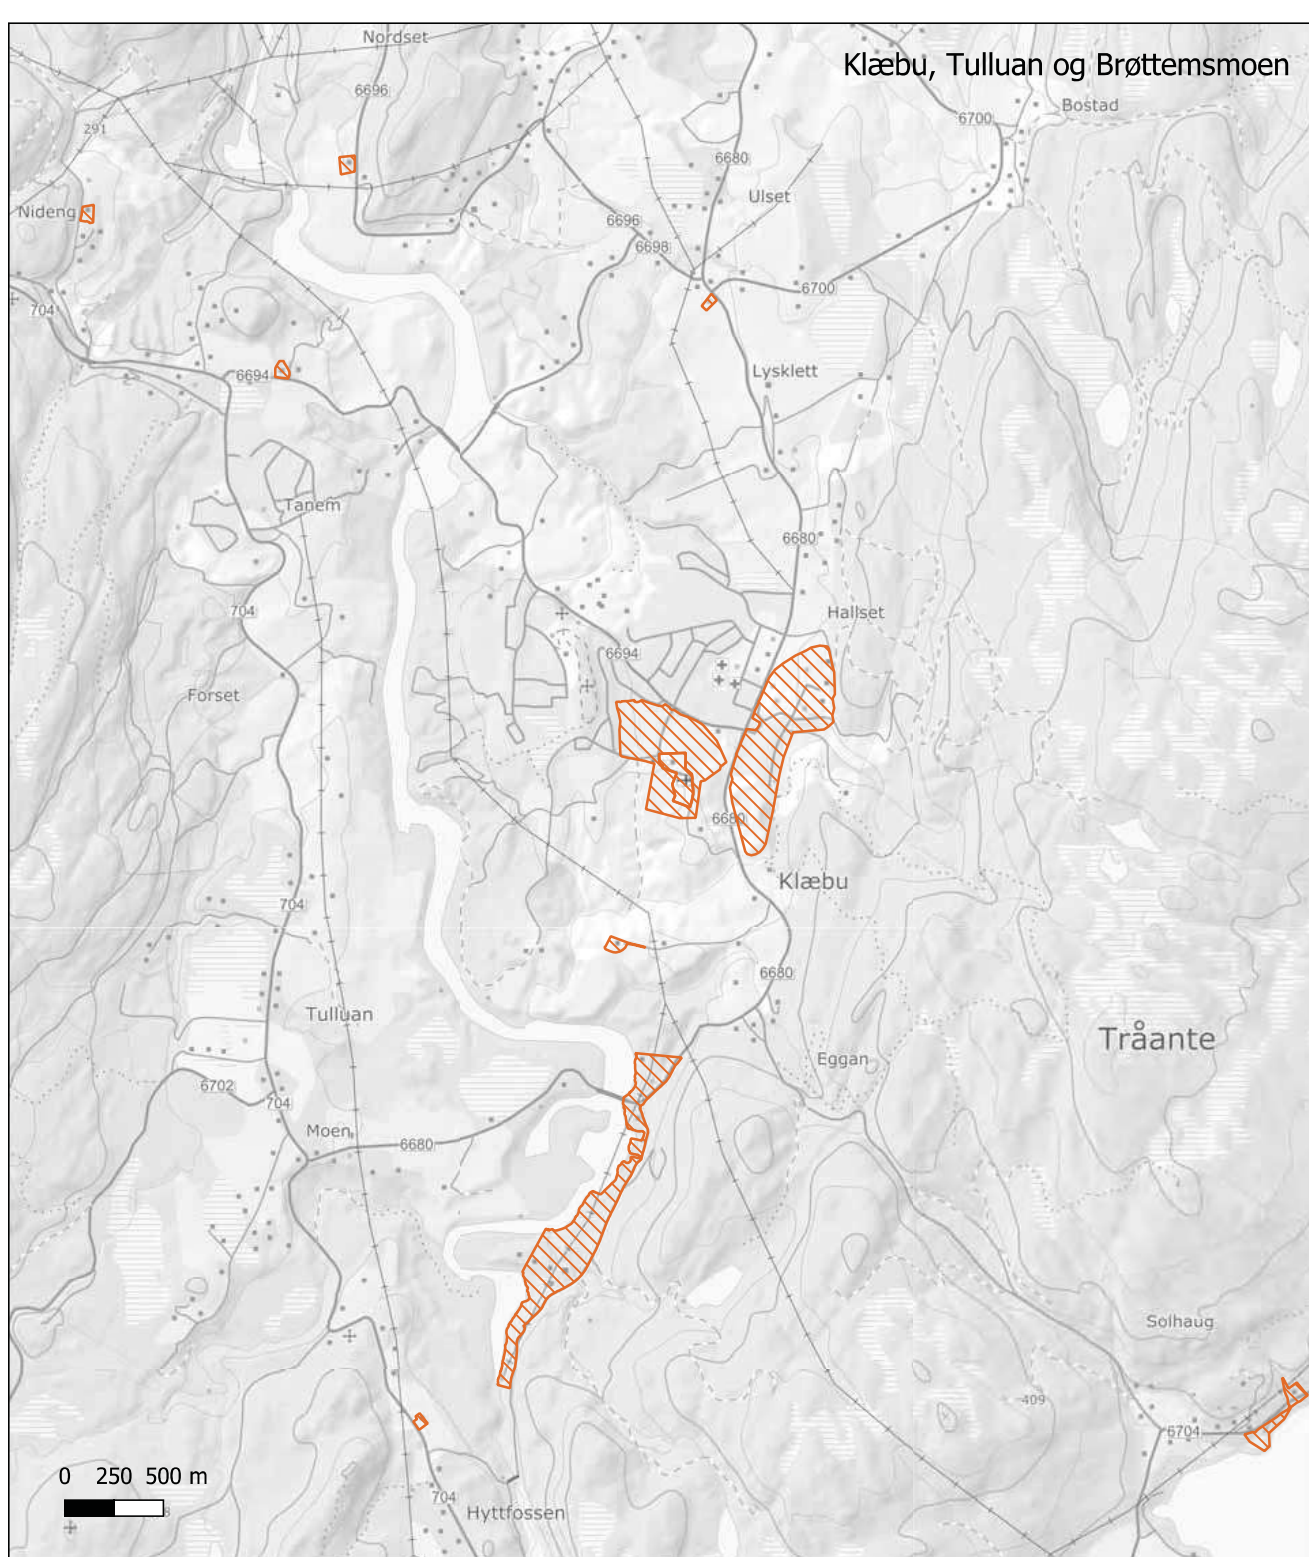 Nordset
Klæbu, Tulluan og Brøttemsmoen
6696
Bostad
6700
291
6680
Ulset
Nideng
6696
6698
6700
704
Lysklett
6694
Tanem
6680
704
Hallset
6694
Forset
6680
Klæbu
704
6680
Tulluan
Tråante
Eggan
6702
704
Moen
6680
Solhaug
409
6704
0 250 500 m
704
Hyttfossen